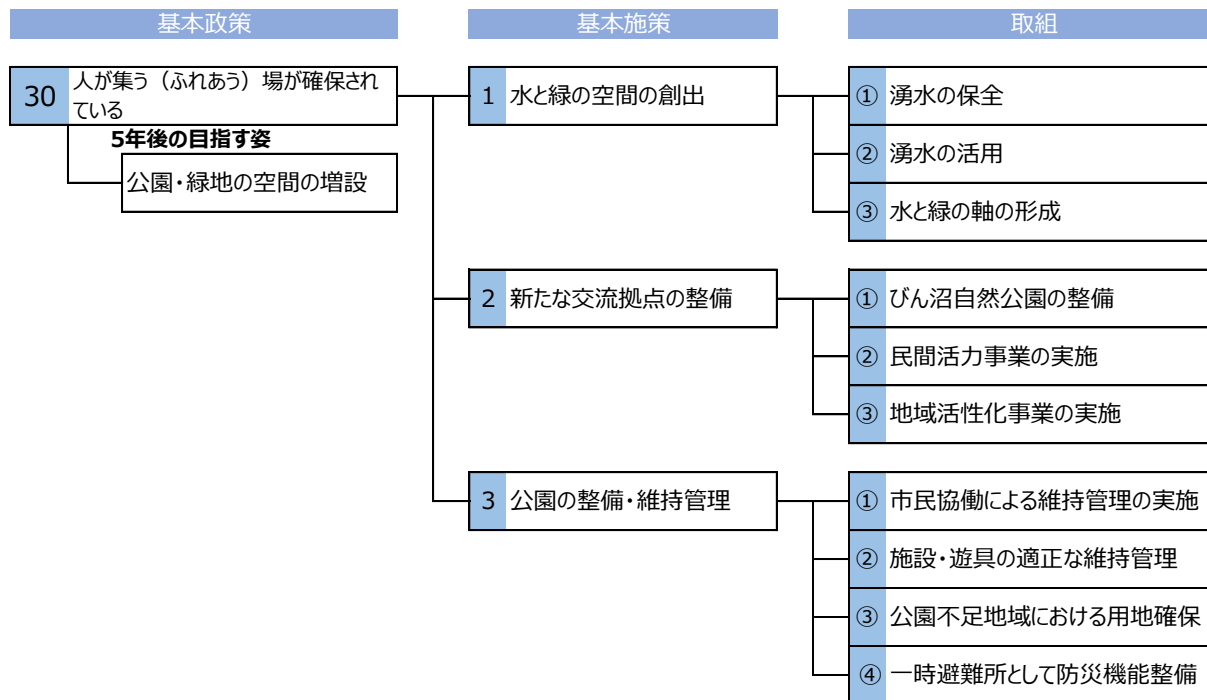 基本政策
基本施策
取組
30 人が集う（ふれあう）場が確保され
ている
5年後の目指す姿
公園・緑地の空間の増設
1 水と緑の空間の創出
① 湧水の保全
② 湧水の活用
③ 水と緑の軸の形成
2 新たな交流拠点の整備
① びん沼自然公園の整備
② 民間活力事業の実施
③ 地域活性化事業の実施
3 公園の整備・維持管理
① 市民協働による維持管理の実施
② 施設・遊具の適正な維持管理
③ 公園不足地域における用地確保
④ 一時避難所として防災機能整備